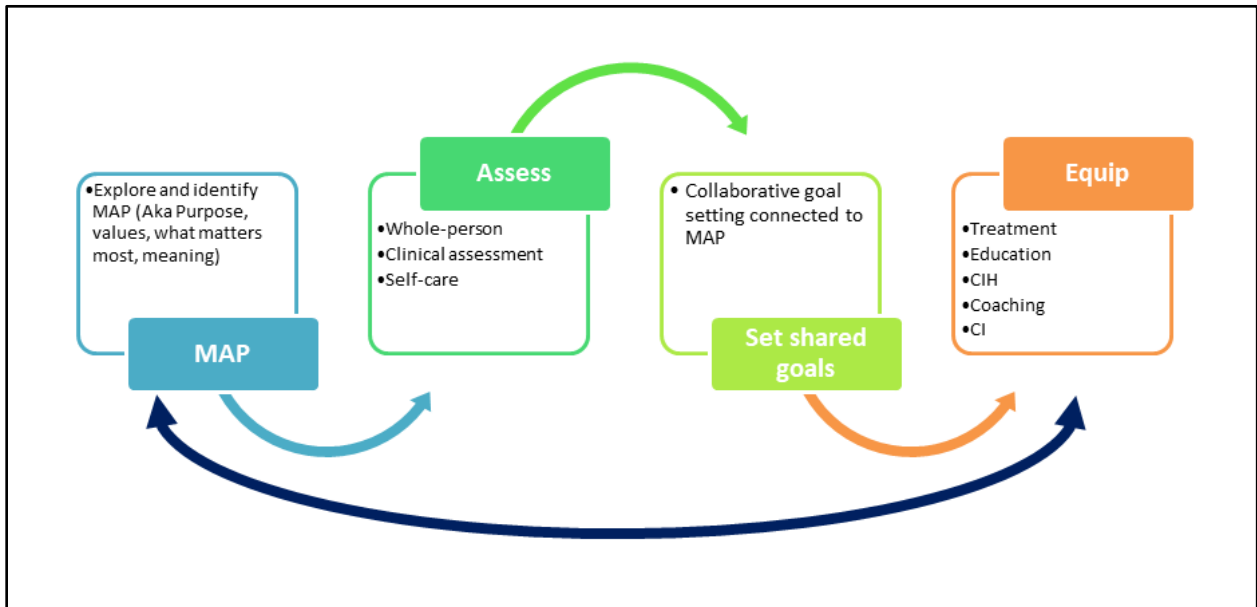 •Explore and identify
MAP (Aka Purpose,
values, what matters
most, meaning)
MAP
Assess
•Whole-person
•Clinical assessment
•Self-care
• Collaborative goal
setting connected to
MAP
Set shared
goals
Equip
•Treatment
•Education
•CIH
•Coaching
•CI